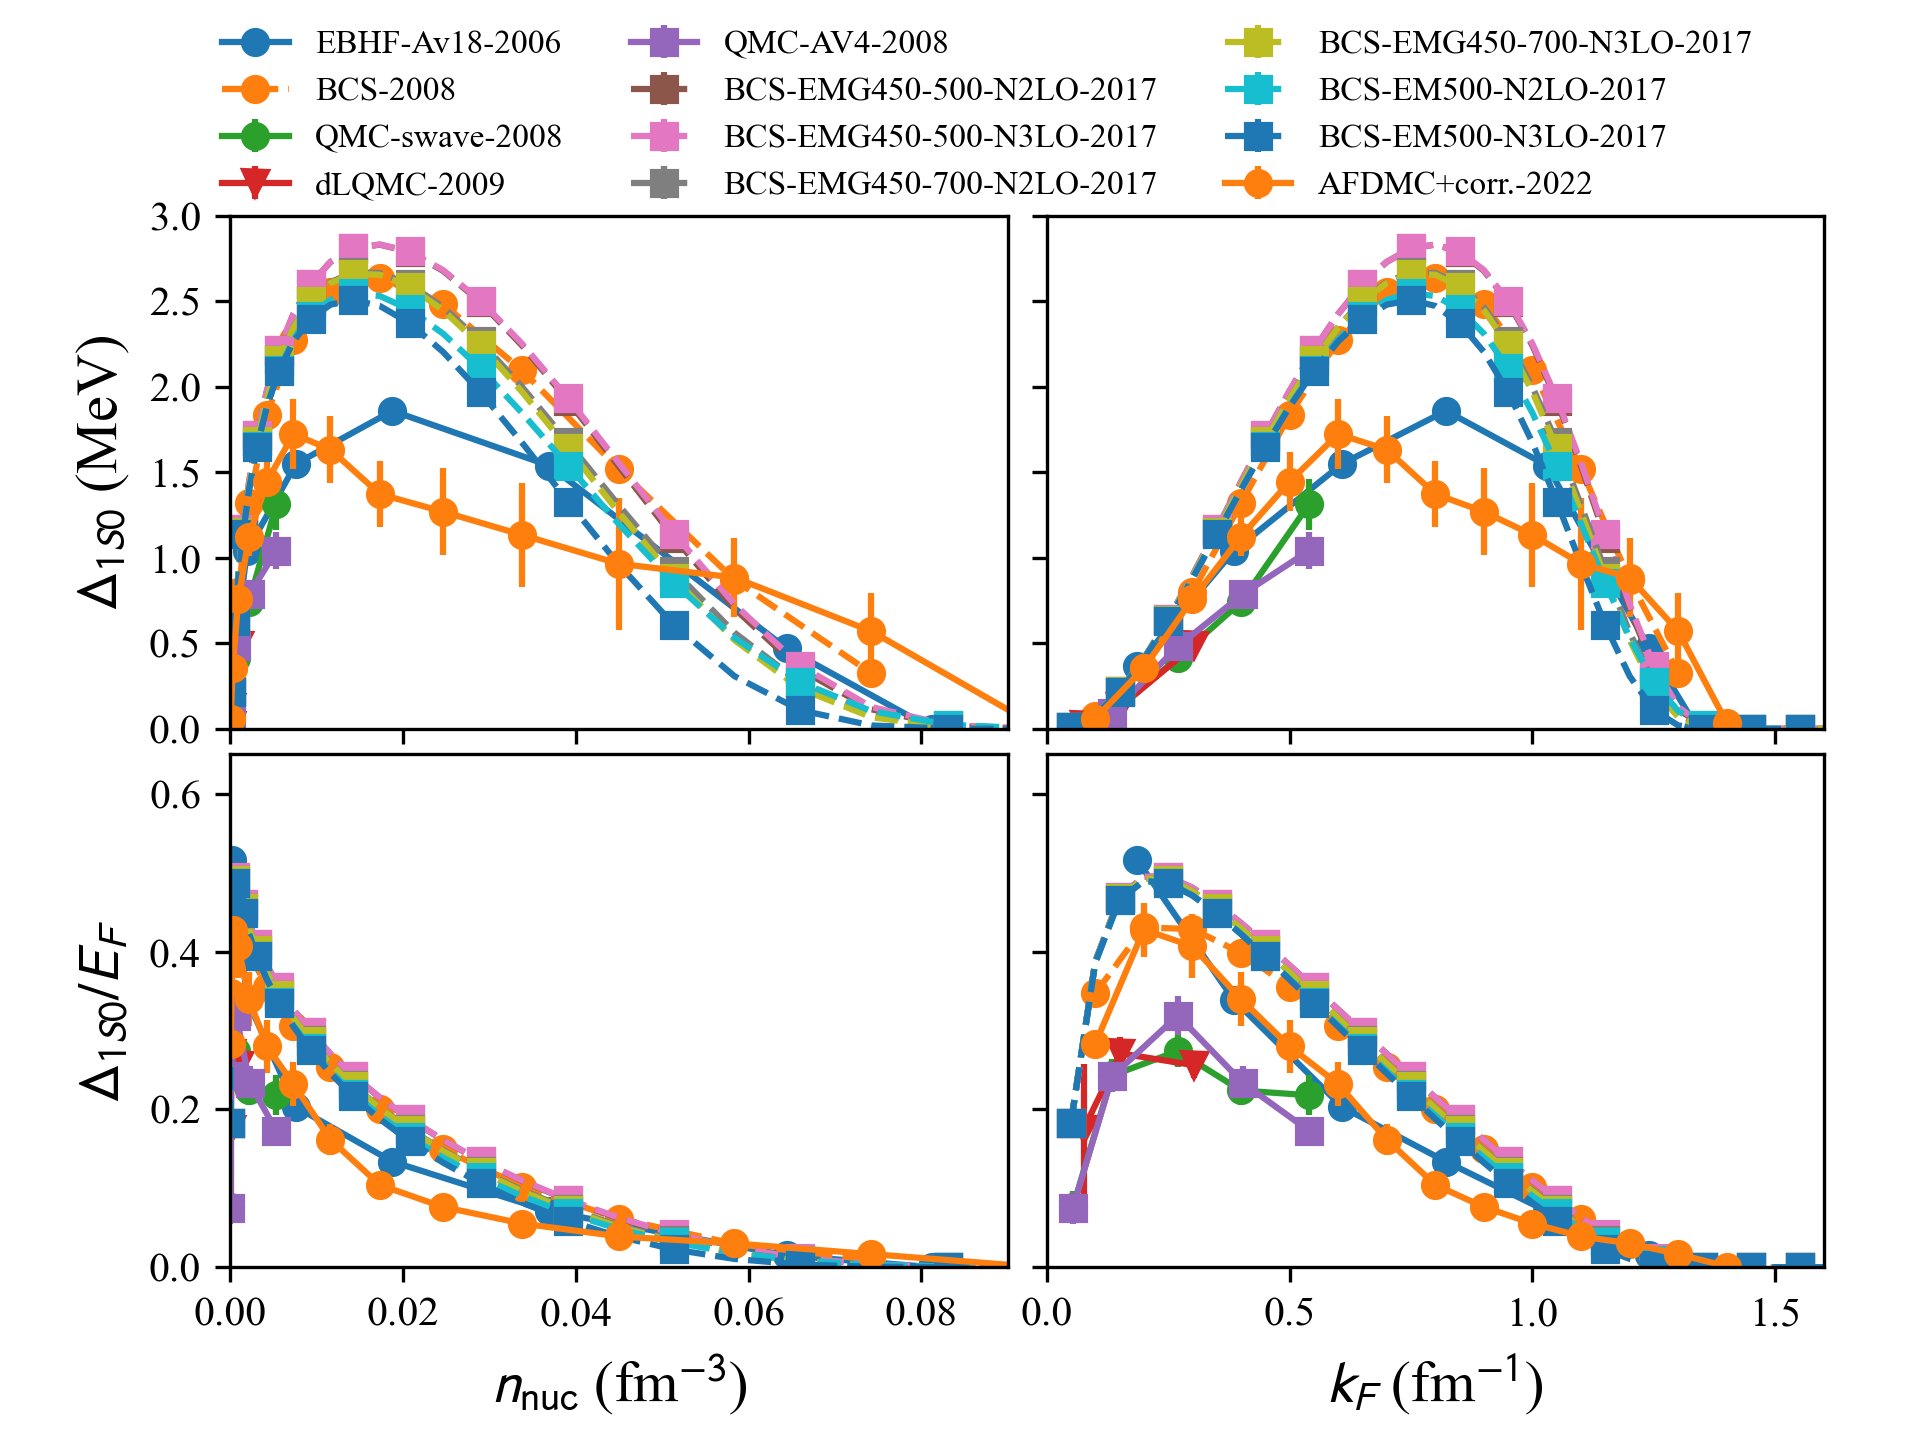 EBHF-Av18-2006
BCS-2008
QMC-swave-2008
dLQMC-2009
QMC-AV4-2008
BCS-EMG450-500-N2LO-2017
BCS-EMG450-500-N3LO-2017
BCS-EMG450-700-N2LO-2017
BCS-EMG450-700-N3LO-2017
BCS-EM500-N2LO-2017
BCS-EM500-N3LO-2017
AFDMC+corr.-2022
3.0
2.5
2.0
1.5
1.0
0.5
0.0
Δ1S0 (MeV)
0.6
0.4
0.2
0.0
Δ1S0/EF
0.00 0.02 0.04 0.06 0.08
nnuc (fm−3)
0.0 0.5 1.0 1.5
kF (fm−1)